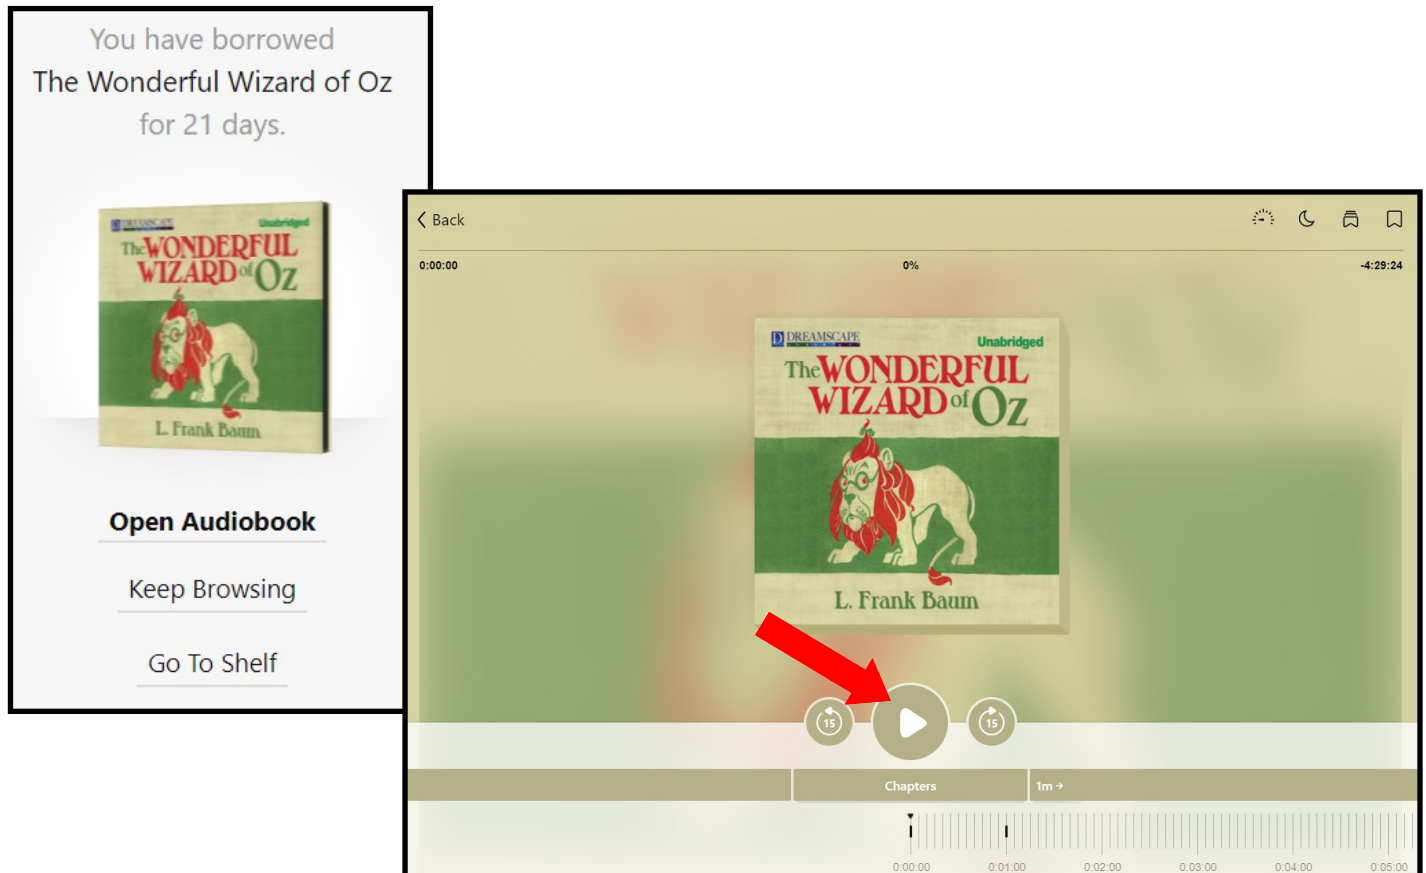 You have borrowed
The Wonderful Wizard of Oz
for 21 days.
DREAMSCAPE
Unabridged
The WONDERFUL
WIZARD of Oz
L. Frank Baum
Open Audiobook
Keep Browsing
Go To Shelf
Back
0:00:00
0%
-4:29:24
DREAMSCAPE
Unabridged
The WONDERFUL
WIZARD of Oz
L. Frank Baum
15
15
Chapters
1m →
0:00:00
0:01:00
0:02:00
0:03:00
0:04:00
0:05:00